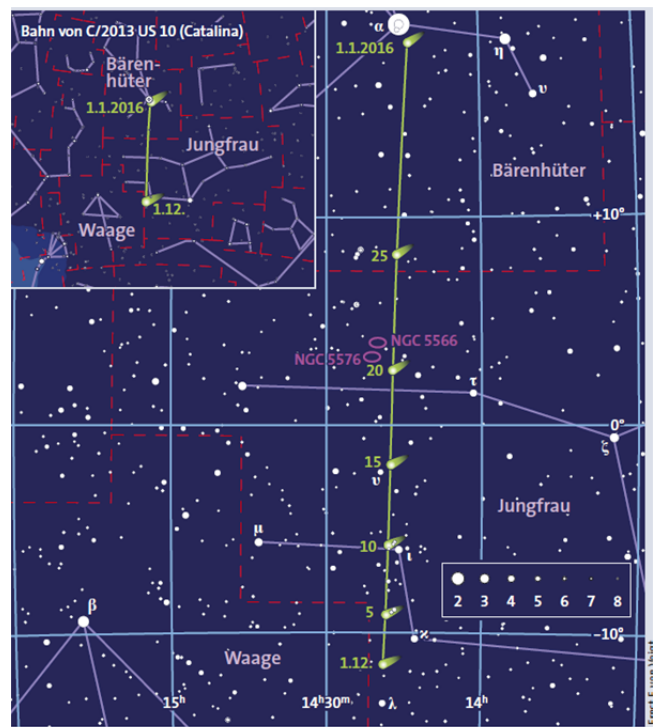 Bahn von C/2013 US 10 (Catalina)
Bären-
hüter
1.1.2016
Jungfrau
1.12.
Waage
α
1.1.2016
η
υ
Bärenhüter
+10°
25
NGC 5566
NGC 5576
20
τ
0°
ζ
15
υ
Jungfrau
μ
10
ι
2 3 4 5 6 7 8
β
5
ϰ
-10°
Waage
1.12.
15h
14h30m
λ
14h